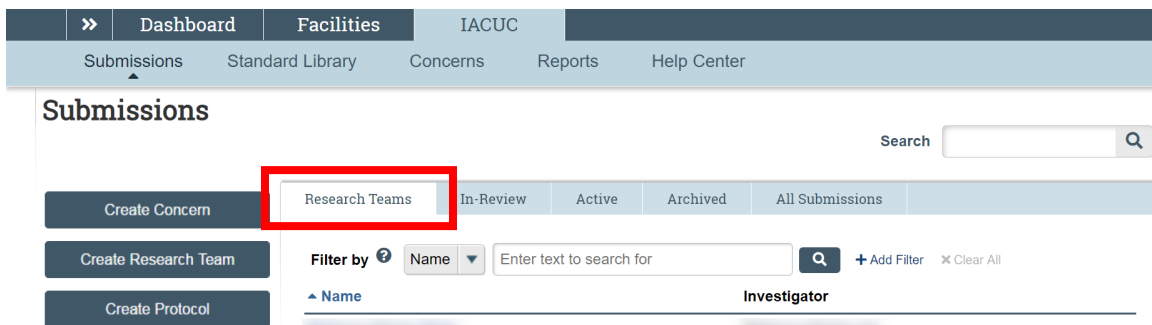 Dashboard Facilities IACUC
Submissions Standard Library Concerns Reports Help Center
Submissions
Search
Research Teams In-Review Active Archived All Submissions
Create Concern
Create Research Team
Create Protocol
Filter by ? Name Enter text to search for + Add Filter × Clear All
Name Investigator